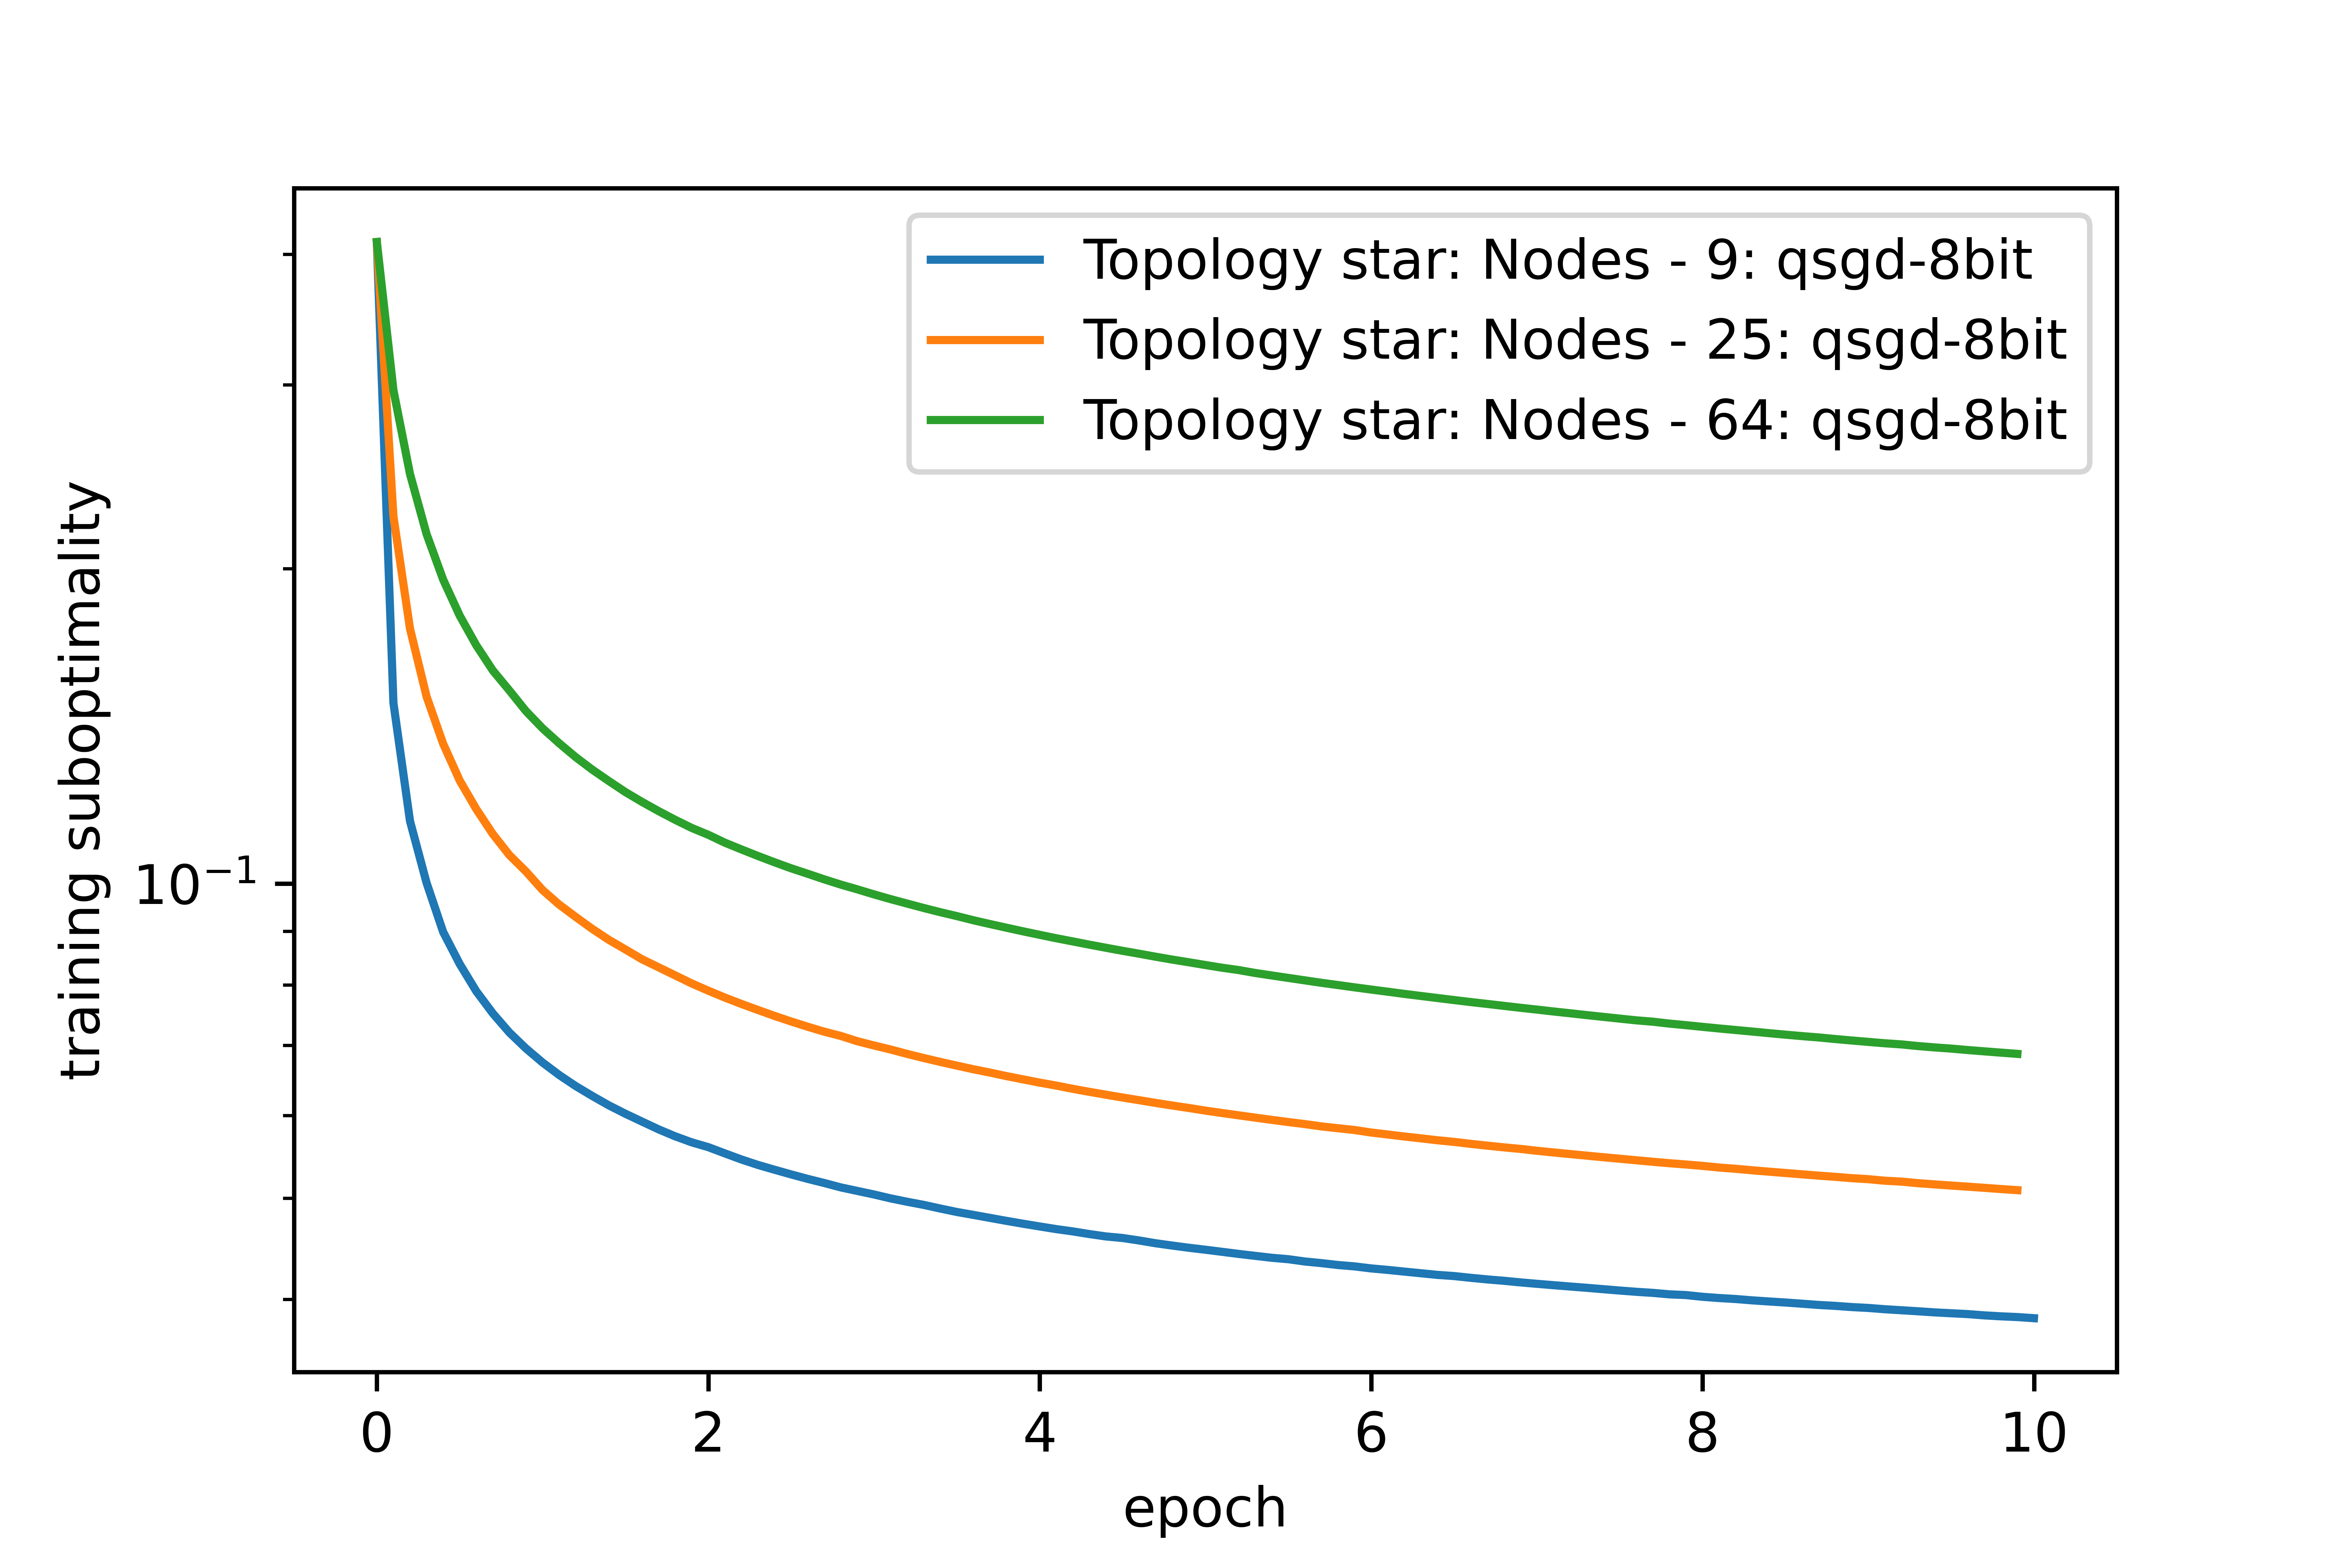 Topology star: Nodes - 9: qsgd-8bit
Topology star: Nodes - 25: qsgd-8bit
Topology star: Nodes - 64: qsgd-8bit
training suboptimality
10⁻¹
0 2 4 6 8 10
epoch